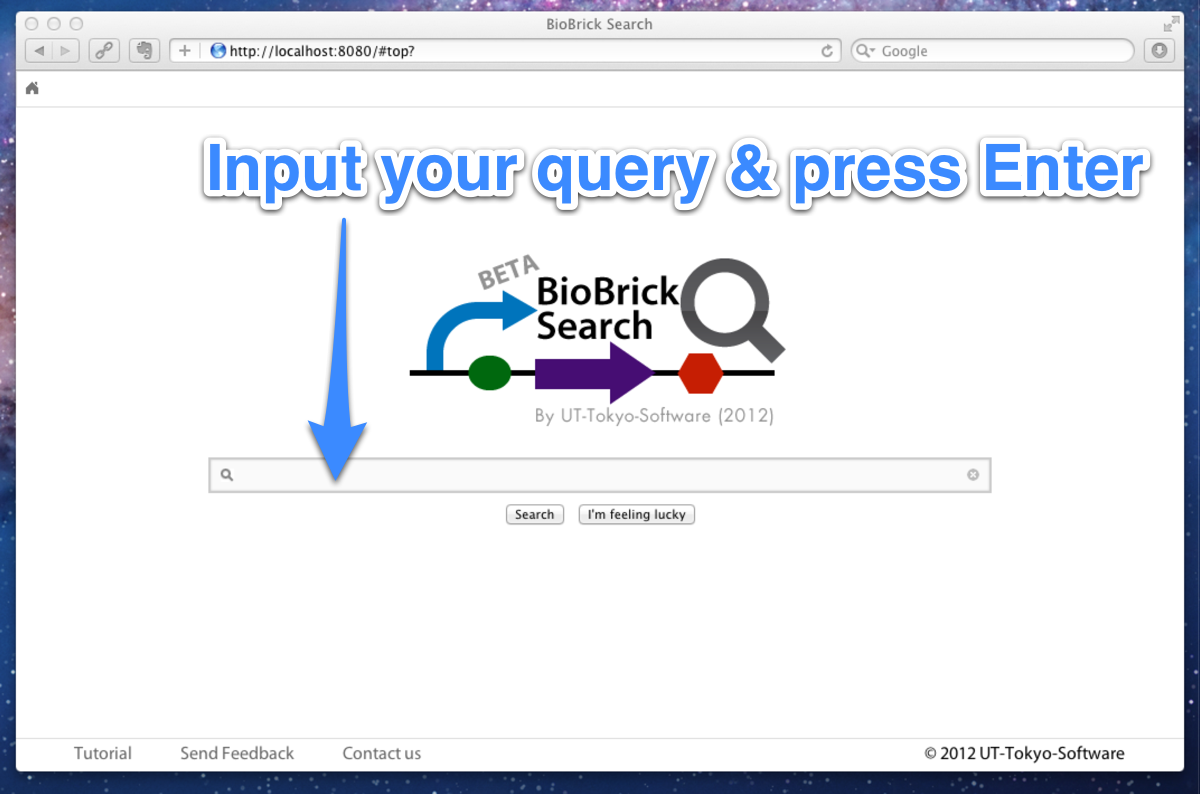 BioBrick Search
http://localhost:8080/#top?
Google
Input your query & press Enter
BETA
BioBrick
Search
By UT-Tokyo-Software (2012)
Search
I'm feeling lucky
Tutorial
Send Feedback
Contact us
© 2012 UT-Tokyo-Software